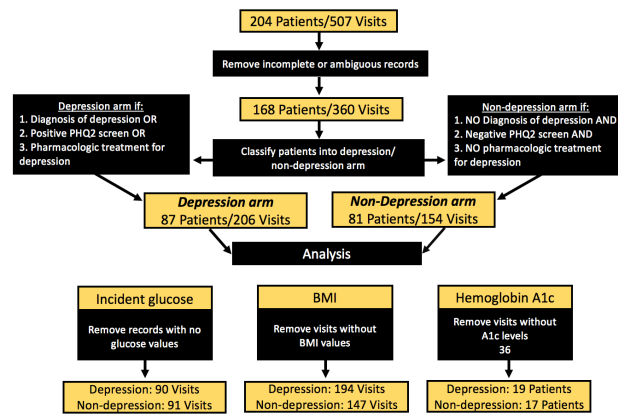 204 Patients/507 Visits
Remove incomplete or ambiguous records
168 Patients/360 Visits
Depression arm if:
1. Diagnosis of depression OR
2. Positive PHQ2 screen OR
3. Pharmacologic treatment for
depression
Classify patients into depression/
non-depression arm
Non-depression arm if:
1. NO Diagnosis of depression AND
2. Negative PHQ2 screen AND
3. NO pharmacologic treatment
for depression
Depression arm
87 Patients/206 Visits
Non-Depression arm
81 Patients/154 Visits
Analysis
Incident glucose
Remove records with no
glucose values
Depression: 90 Visits
Non-depression: 91 Visits
BMI
Remove visits without
BMI values
Depression: 194 Visits
Non-depression: 147 Visits
Hemoglobin A1c
Remove visits without
A1c levels
36
Depression: 19 Patients
Non-depression: 17 Patients